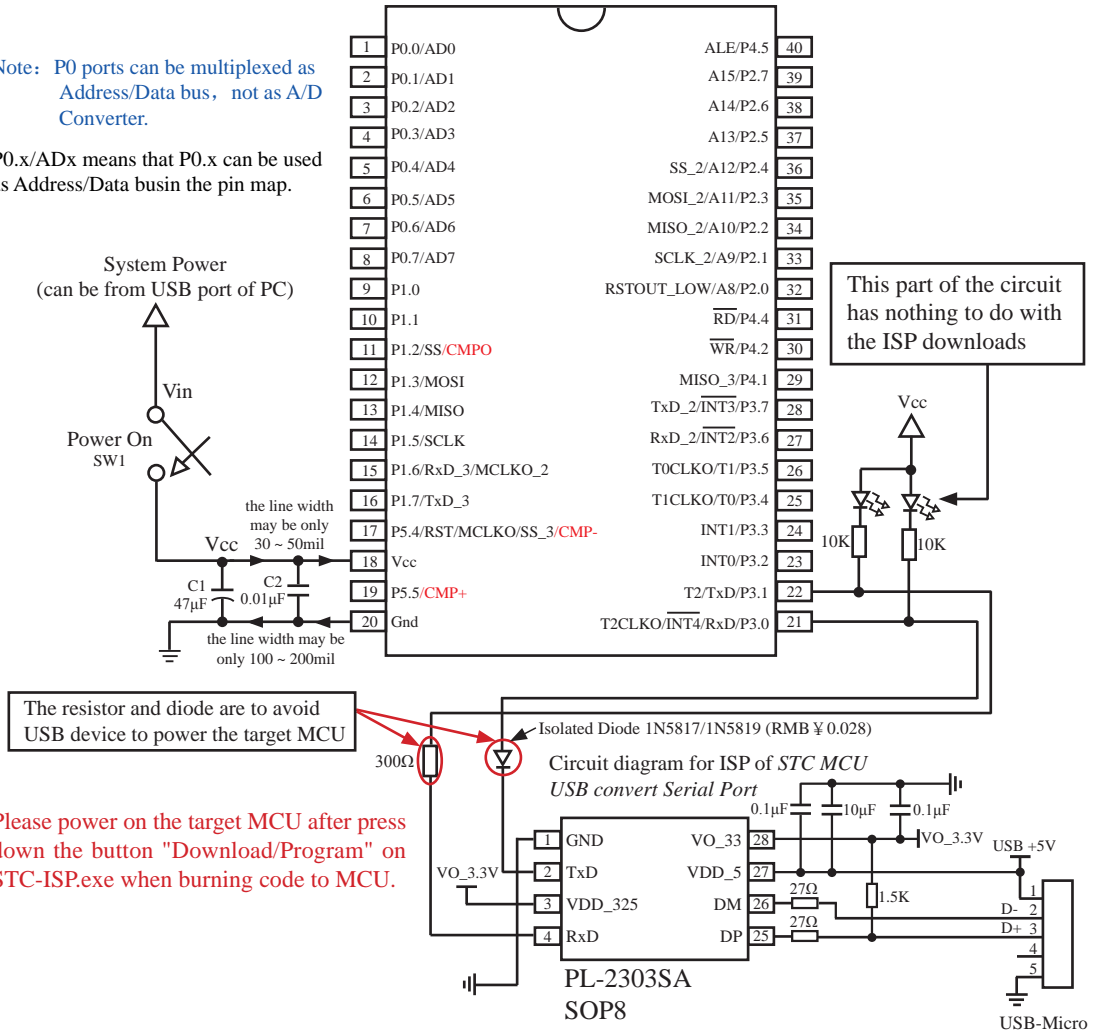 Note：P0 ports can be multiplexed as
Address/Data bus，not as A/D
Converter.
P0.x/ADx means that P0.x can be used
as Address/Data busin the pin map.
System Power
(can be from USB port of PC)
Vin
Power On
SW1
the line width
may be only
30 ~ 50mil
Vcc
C1
47μF
C2
0.01μF
the line width may be
only 100 ~ 200mil
1 P0.0/AD0
2 P0.1/AD1
3 P0.2/AD2
4 P0.3/AD3
5 P0.4/AD4
6 P0.5/AD5
7 P0.6/AD6
8 P0.7/AD7
9 P1.0
10 P1.1
11 P1.2/SS/CMPO
12 P1.3/MOSI
13 P1.4/MISO
14 P1.5/SCLK
15 P1.6/RxD_3/MCLKO_2
16 P1.7/TxD_3
17 P5.4/RST/MCLKO/SS_3/CMP-
18 Vcc
19 P5.5/CMP+
20 Gnd
ALE/P4.5 40
A15/P2.7 39
A14/P2.6 38
A13/P2.5 37
SS_2/A12/P2.4 36
MOSI_2/A11/P2.3 35
MISO_2/A10/P2.2 34
SCLK_2/A9/P2.1 33
RSTOUT_LOW/A8/P2.0 32
RD/P4.4 31
WR/P4.2 30
MISO_3/P4.1 29
TxD_2/INT3/P3.7 28
RxD_2/INT2/P3.6 27
T0CLKO/T1/P3.5 26
T1CLKO/T0/P3.4 25
INT1/P3.3 24
INT0/P3.2 23
T2/TxD/P3.1 22
T2CLKO/INT4/RxD/P3.0 21
This part of the circuit
has nothing to do with
the ISP downloads
Vcc
10K
10K
The resistor and diode are to avoid
USB device to power the target MCU
300Ω
Isolated Diode 1N5817/1N5819 (RMB￥0.028)
Circuit diagram for ISP of STC MCU
USB convert Serial Port
Please power on the target MCU after press
down the button "Download/Program" on
STC-ISP.exe when burning code to MCU.
0.1μF
10μF
0.1μF
VO_3.3V
VO_3.3V
USB +5V
1 GND
2 TxD
3 VDD_325
4 RxD
VO_33 28
VDD_5 27
DM 26
DP 25
27Ω
27Ω
1.5K
1
D- 2
D+ 3
4
5
PL-2303SA
SOP8
USB-Micro